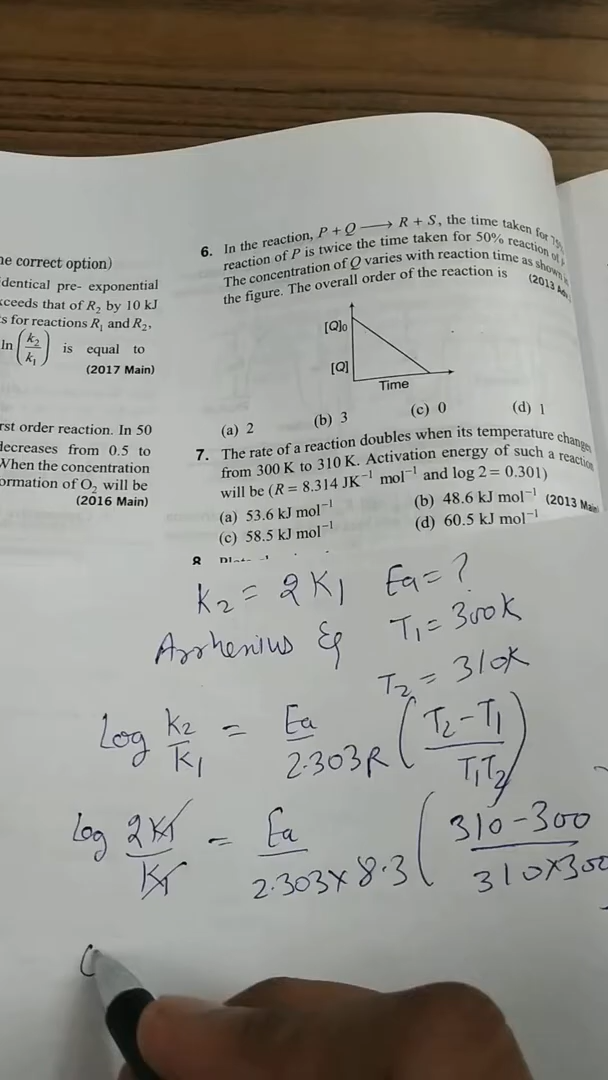 he correct option)
identical pre- exponential
xceeds that of R₂ by 10 kJ
s for reactions R₁ and R₂,
ln (k₂/k₁) is equal to
(2017 Main)
rst order reaction. In 50
decreases from 0.5 to
When the concentration
ormation of O₂ will be
(2016 Main)
6. In the reaction, P + Q ⟶ R + S, the time taken for 75%
reaction of P is twice the time taken for 50% reaction of
The concentration of Q varies with reaction time as shown
the figure. The overall order of the reaction is (2013 Adv
[Q]₀
[Q]
Time
(a) 2 (b) 3 (c) 0 (d) 1
7. The rate of a reaction doubles when its temperature changes
from 300 K to 310 K. Activation energy of such a reaction
will be (R = 8.314 JK⁻¹ mol⁻¹ and log 2 = 0.301)
(2013 Main
(a) 53.6 kJ mol⁻¹ (b) 48.6 kJ mol⁻¹
(c) 58.5 kJ mol⁻¹ (d) 60.5 kJ mol⁻¹
8
K₂ = 2K₁ Ea = ?
Arrhenius Eq T₁ = 300K
T₂ = 310K
Log K₂/K₁ = Ea/2.303R (T₂-T₁/T₁T₂)
Log 2K₁/K₁ = Ea/2.303×8.3 (310-300/310×300